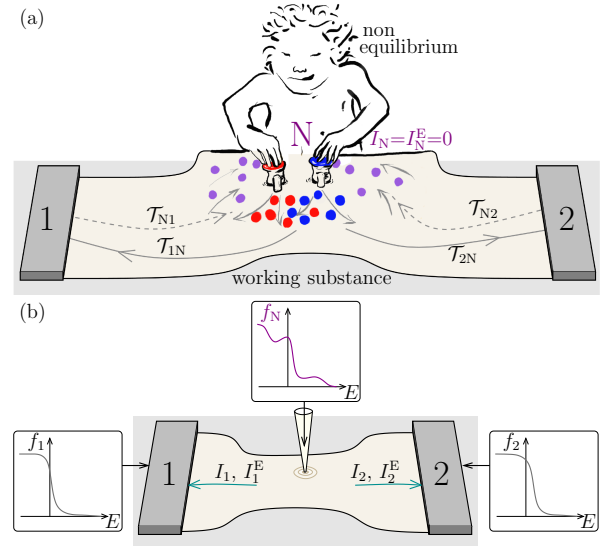 (a)
non
equilibrium
N
I_N=I_N^E=0
1
2
𝒯_N1
𝒯_N2
𝒯_1N
𝒯_2N
working substance
(b)
f_N
E
f_1
E
1
I_1, I_1^E
I_2, I_2^E
2
f_2
E